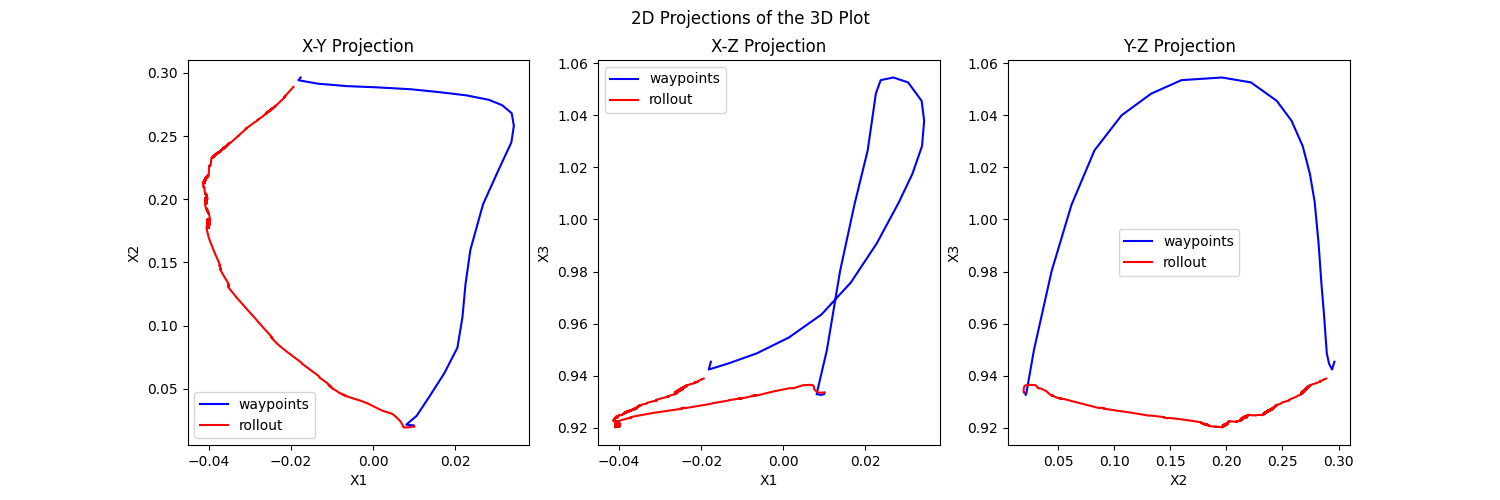 2D Projections of the 3D Plot
X-Y Projection
X2
0.30
0.25
0.20
0.15
0.10
0.05
waypoints
rollout
−0.04
−0.02
0.00
0.02
X1
X-Z Projection
X3
1.06
1.04
1.02
1.00
0.98
0.96
0.94
0.92
waypoints
rollout
−0.04
−0.02
0.00
0.02
X1
Y-Z Projection
X3
1.06
1.04
1.02
1.00
0.98
0.96
0.94
0.92
waypoints
rollout
0.05
0.10
0.15
0.20
0.25
0.30
X2